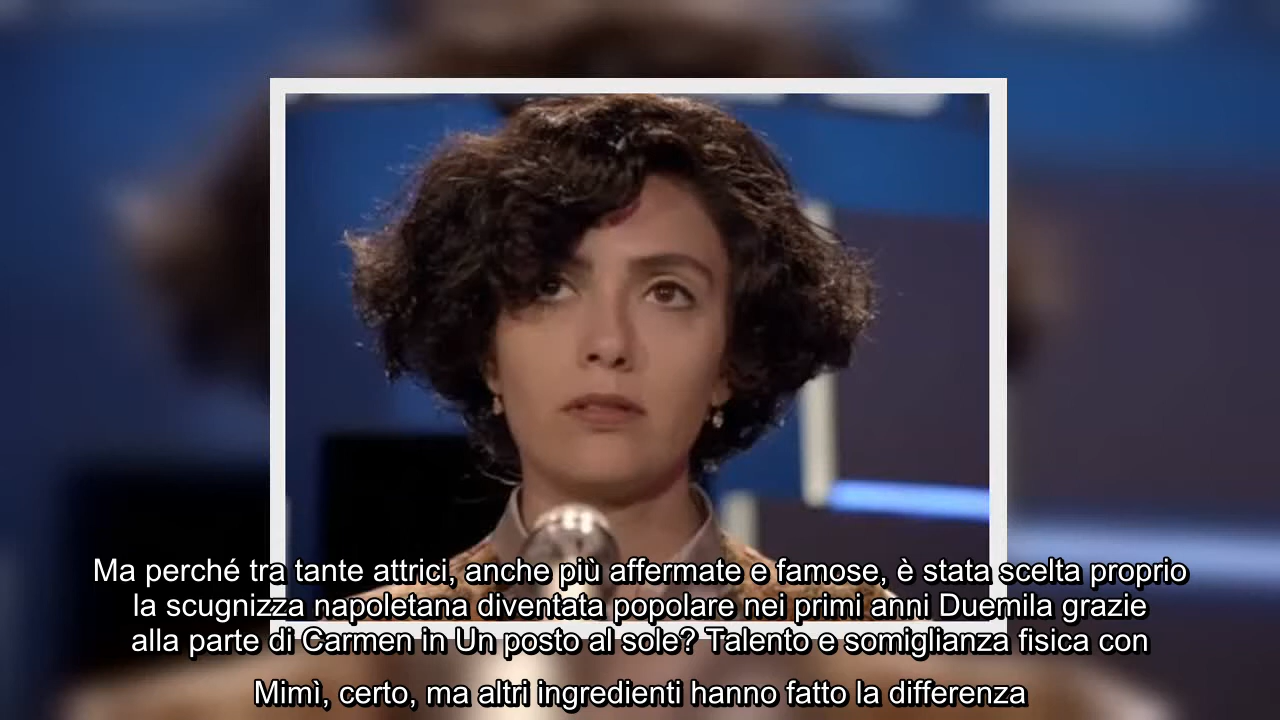 Ma perché tra tante attrici, anche più affermate e famose, è stata scelta proprio
la scugnizza napoletana diventata popolare nei primi anni Duemila grazie
alla parte di Carmen in Un posto al sole? Talento e somiglianza fisica con
Mimì, certo, ma altri ingredienti hanno fatto la differenza